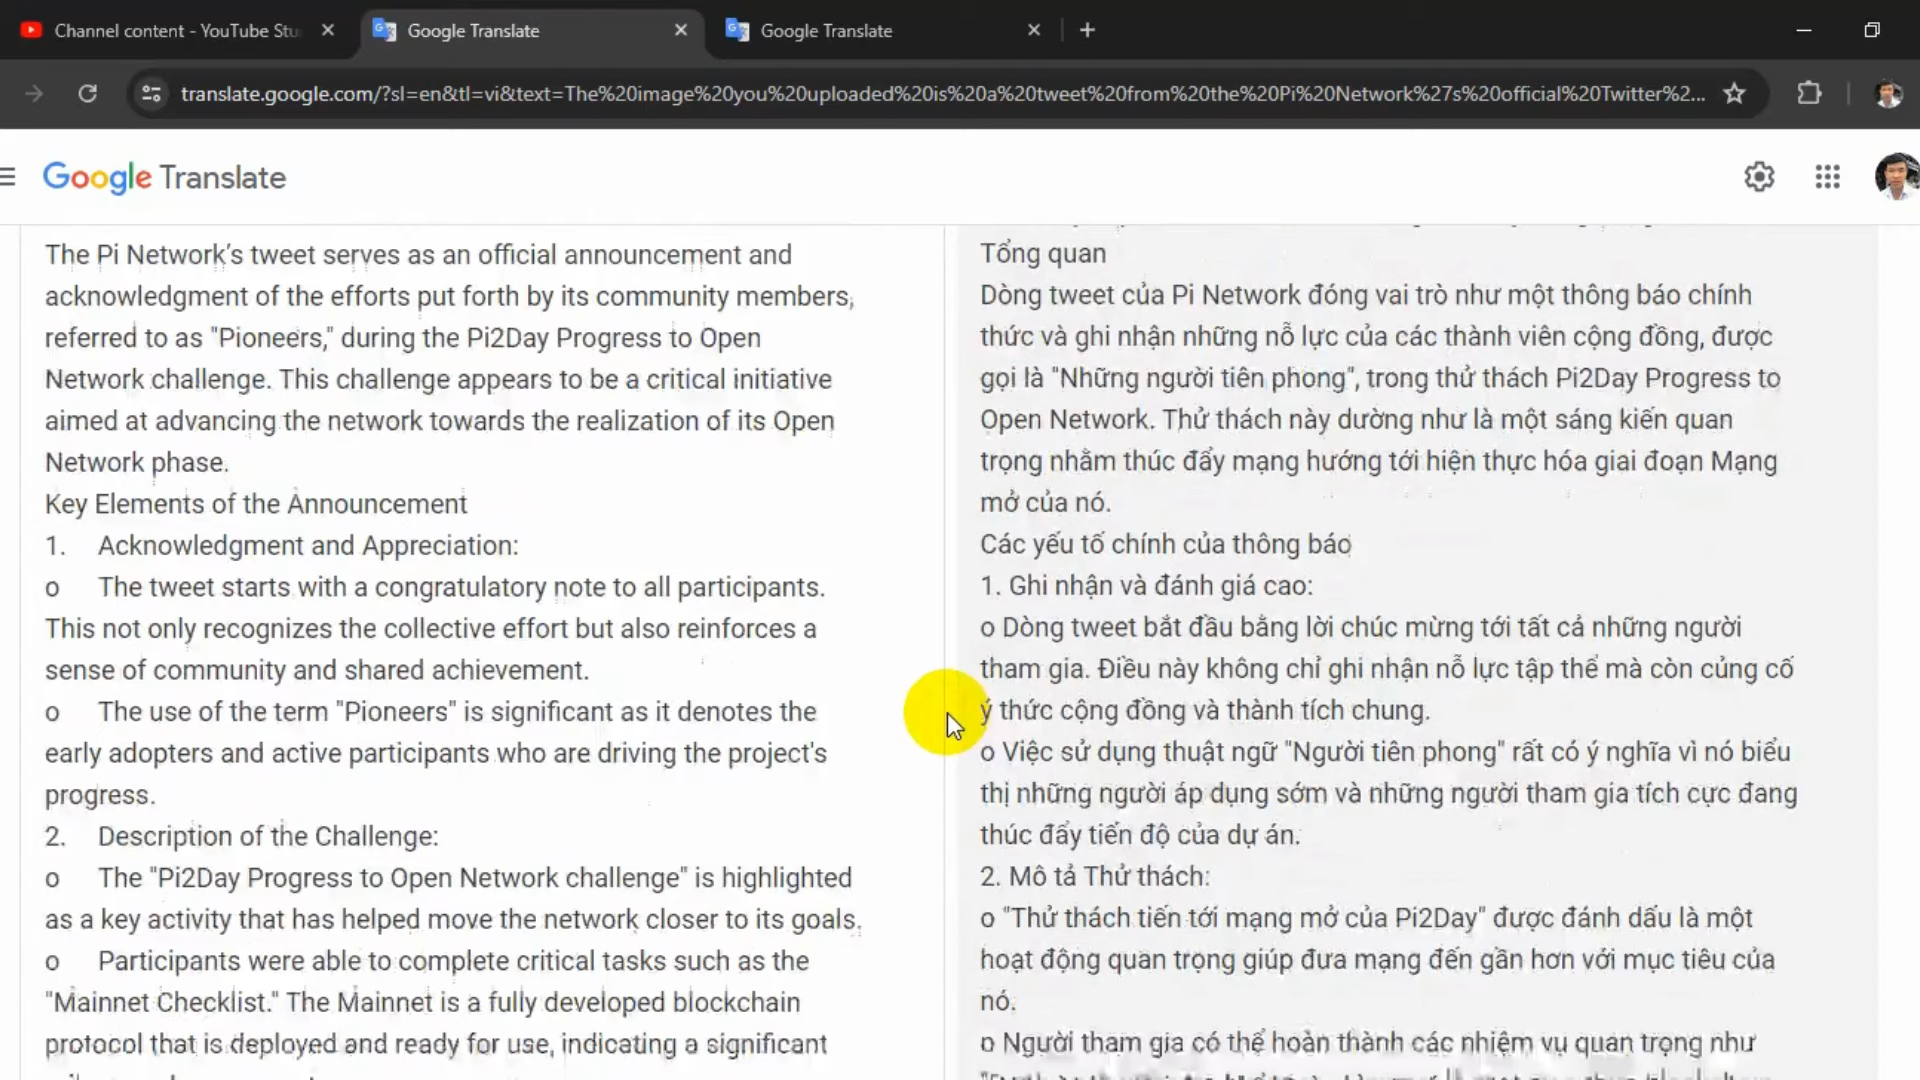 Channel content - YouTube Stu
Google Translate
Google Translate
translate.google.com/?sl=en&tl=vi&text=The%20image%20you%20uploaded%20is%20a%20tweet%20from%20the%20Pi%20Network%27s%20official%20Twitter%2...
Google Translate
The Pi Network's tweet serves as an official announcement and
acknowledgment of the efforts put forth by its community members,
referred to as "Pioneers," during the Pi2Day Progress to Open
Network challenge. This challenge appears to be a critical initiative
aimed at advancing the network towards the realization of its Open
Network phase.
Key Elements of the Announcement
1. Acknowledgment and Appreciation:
o The tweet starts with a congratulatory note to all participants.
This not only recognizes the collective effort but also reinforces a
sense of community and shared achievement.
o The use of the term "Pioneers" is significant as it denotes the
early adopters and active participants who are driving the project's
progress.
2. Description of the Challenge:
o The "Pi2Day Progress to Open Network challenge" is highlighted
as a key activity that has helped move the network closer to its goals.
o Participants were able to complete critical tasks such as the
"Mainnet Checklist." The Mainnet is a fully developed blockchain
protocol that is deployed and ready for use, indicating a significant
Tổng quan
Dòng tweet của Pi Network đóng vai trò như một thông báo chính
thức và ghi nhận những nỗ lực của các thành viên cộng đồng, được
gọi là "Những người tiên phong", trong thử thách Pi2Day Progress to
Open Network. Thử thách này dường như là một sáng kiến quan
trọng nhằm thúc đẩy mạng hướng tới hiện thực hóa giai đoạn Mạng
mở của nó.
Các yếu tố chính của thông báo
1. Ghi nhận và đánh giá cao:
o Dòng tweet bắt đầu bằng lời chúc mừng tới tất cả những người
tham gia. Điều này không chỉ ghi nhận nỗ lực tập thể mà còn củng cố
ý thức cộng đồng và thành tích chung.
o Việc sử dụng thuật ngữ "Người tiên phong" rất có ý nghĩa vì nó biểu
thị những người áp dụng sớm và những người tham gia tích cực đang
thúc đẩy tiến độ của dự án.
2. Mô tả Thử thách:
o "Thử thách tiến tới mạng mở của Pi2Day" được đánh dấu là một
hoạt động quan trọng giúp đưa mạng đến gần hơn với mục tiêu của
nó.
o Người tham gia có thể hoàn thành các nhiệm vụ quan trọng như